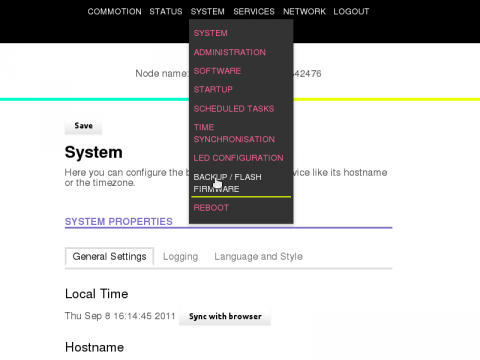 COMMOTION STATUS SYSTEM SERVICES NETWORK LOGOUT
SYSTEM
ADMINISTRATION
SOFTWARE
STARTUP
SCHEDULED TASKS
TIME
SYNCHRONISATION
LED CONFIGURATION
BACKUP / FLASH
FIRMWARE
REBOOT
Node name: 42476
Save
System
Here you can configure the b vice like its hostname
or the timezone.
SYSTEM PROPERTIES
General Settings Logging Language and Style
Local Time
Thu Sep 8 16:14:45 2011 Sync with browser
Hostname